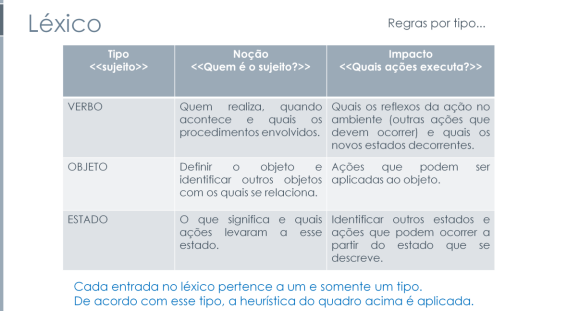 Léxico
Regras por tipo...
Tipo
<<sujeito>>
Noção
<<Quem é o sujeito?>>
Impacto
<<Quais ações executa?>>
VERBO
Quem realiza, quando
acontece e quais os
procedimentos envolvidos.
Quais os reflexos da ação no
ambiente (outras ações que
devem ocorrer) e quais os
novos estados decorrentes.
OBJETO
Definir o objeto e
identificar outros objetos
com os quais se relaciona.
Ações que podem ser
aplicadas ao objeto.
ESTADO
O que significa e quais
ações levaram a esse
estado.
Identificar outros estados e
ações que podem ocorrer a
partir do estado que se
descreve.
Cada entrada no léxico pertence a um e somente um tipo.
De acordo com esse tipo, a heurística do quadro acima é aplicada.